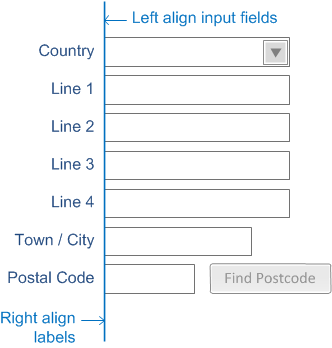 Left align input fields
Country
Line 1
Line 2
Line 3
Line 4
Town / City
Postal Code
Find Postcode
Right align
labels